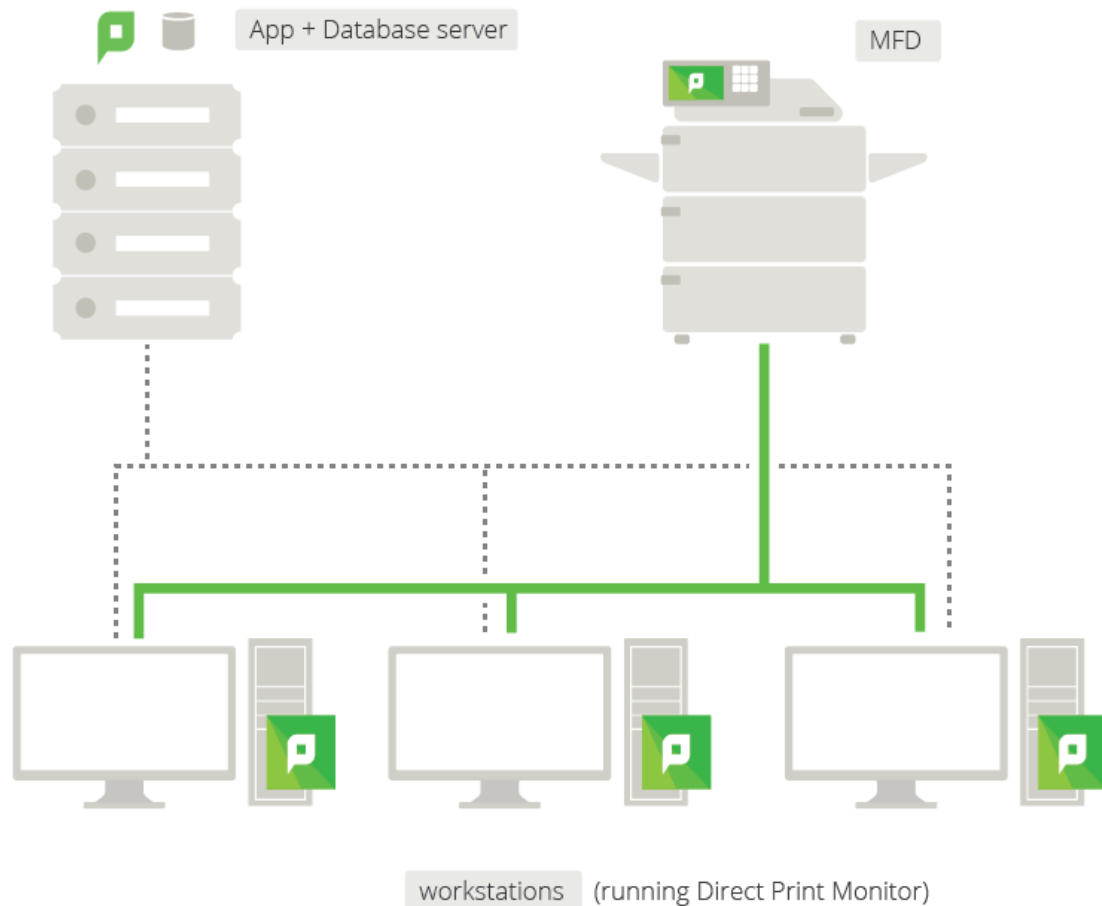 App + Database server
MFD
workstations (running Direct Print Monitor)